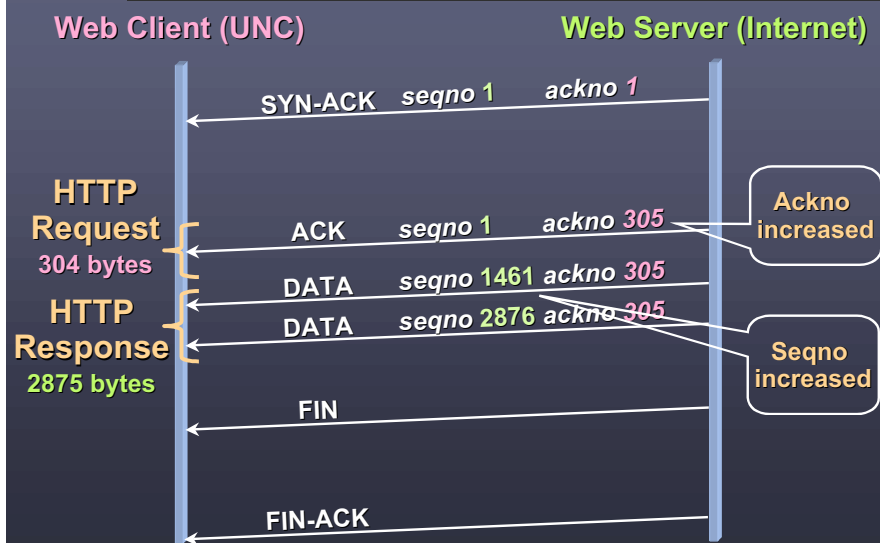 Web Client (UNC)
Web Server (Internet)
SYN-ACK seqno 1 ackno 1
HTTP
Request
304 bytes
ACK seqno 1 ackno 305
Ackno
increased
DATA seqno 1461 ackno 305
HTTP
Response
2875 bytes
DATA seqno 2876 ackno 305
Seqno
increased
FIN
FIN-ACK